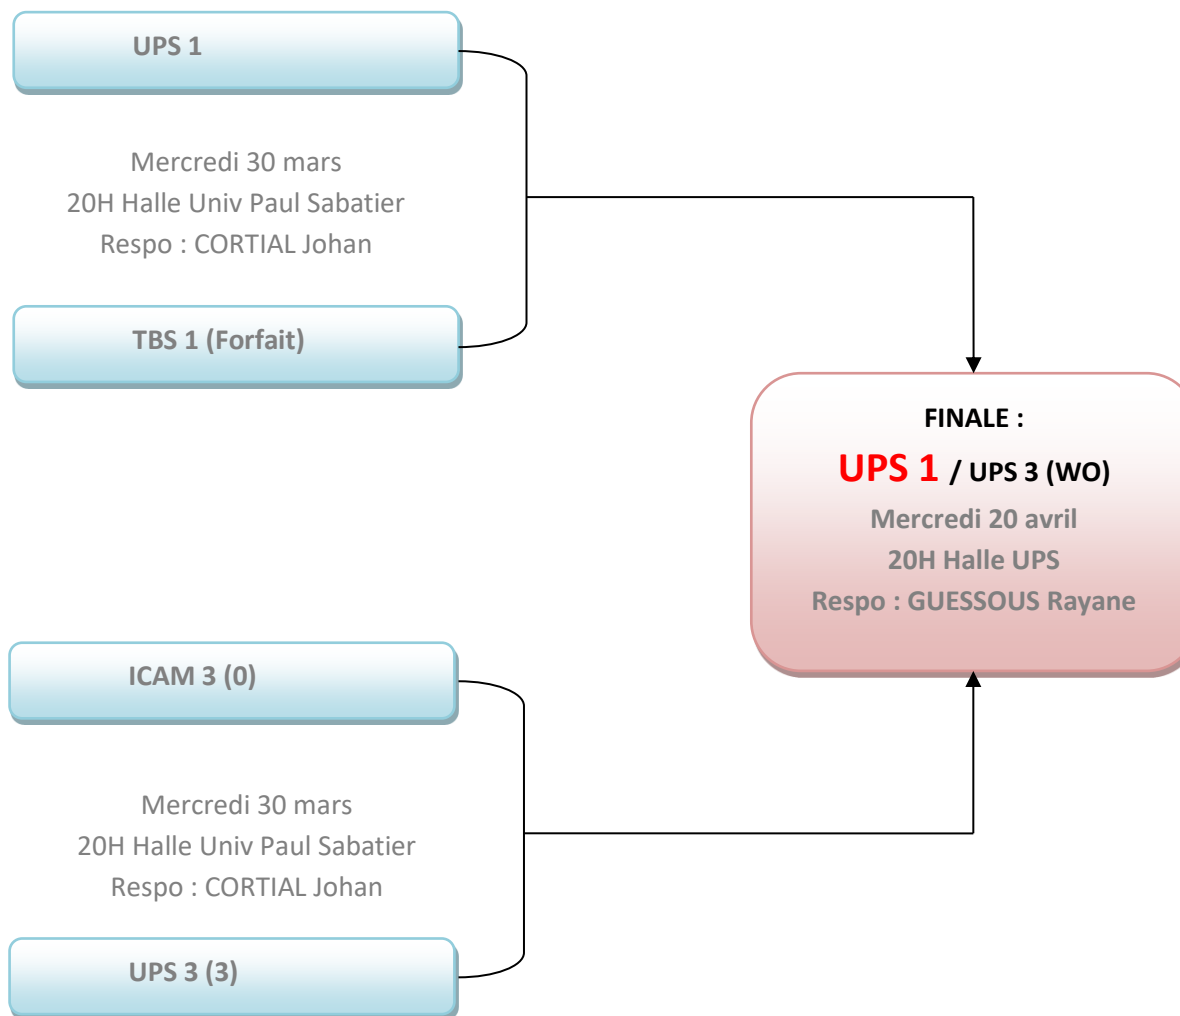 UPS 1
Mercredi 30 mars
20H Halle Univ Paul Sabatier
Respo : CORTIAL Johan
TBS 1 (Forfait)
FINALE :
UPS 1 / UPS 3 (WO)
Mercredi 20 avril
20H Halle UPS
Respo : GUESSOUS Rayane
ICAM 3 (0)
Mercredi 30 mars
20H Halle Univ Paul Sabatier
Respo : CORTIAL Johan
UPS 3 (3)